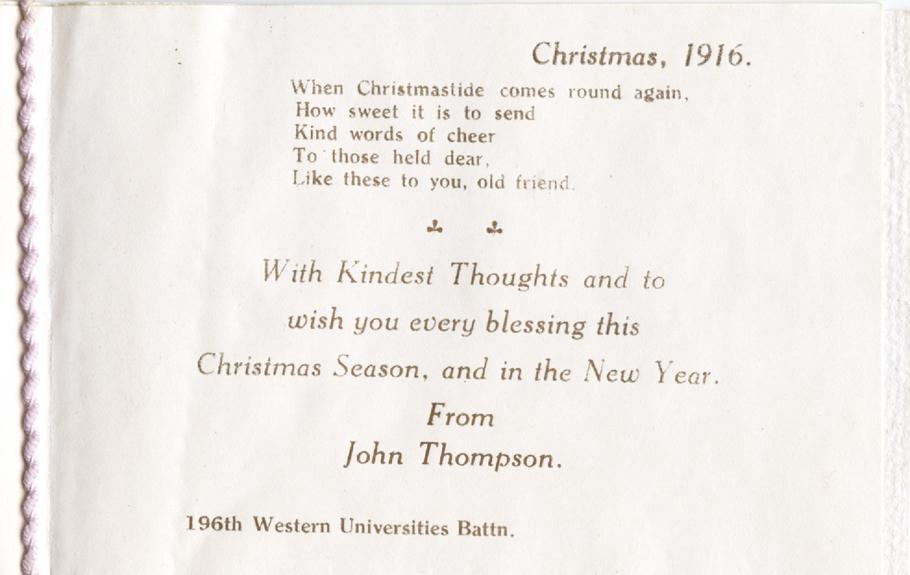 Christmas, 1916.
When Christmastide comes round again,
How sweet it is to send
Kind words of cheer
To those held dear,
Like these to you, old friend.
With Kindest Thoughts and to
wish you every blessing this
Christmas Season, and in the New Year.
From
John Thompson.
196th Western Universities Battn.